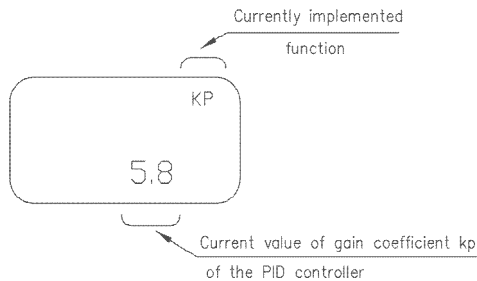 Currently implemented
function
KP
5.8
Current value of gain coefficient kp
of the PID controller